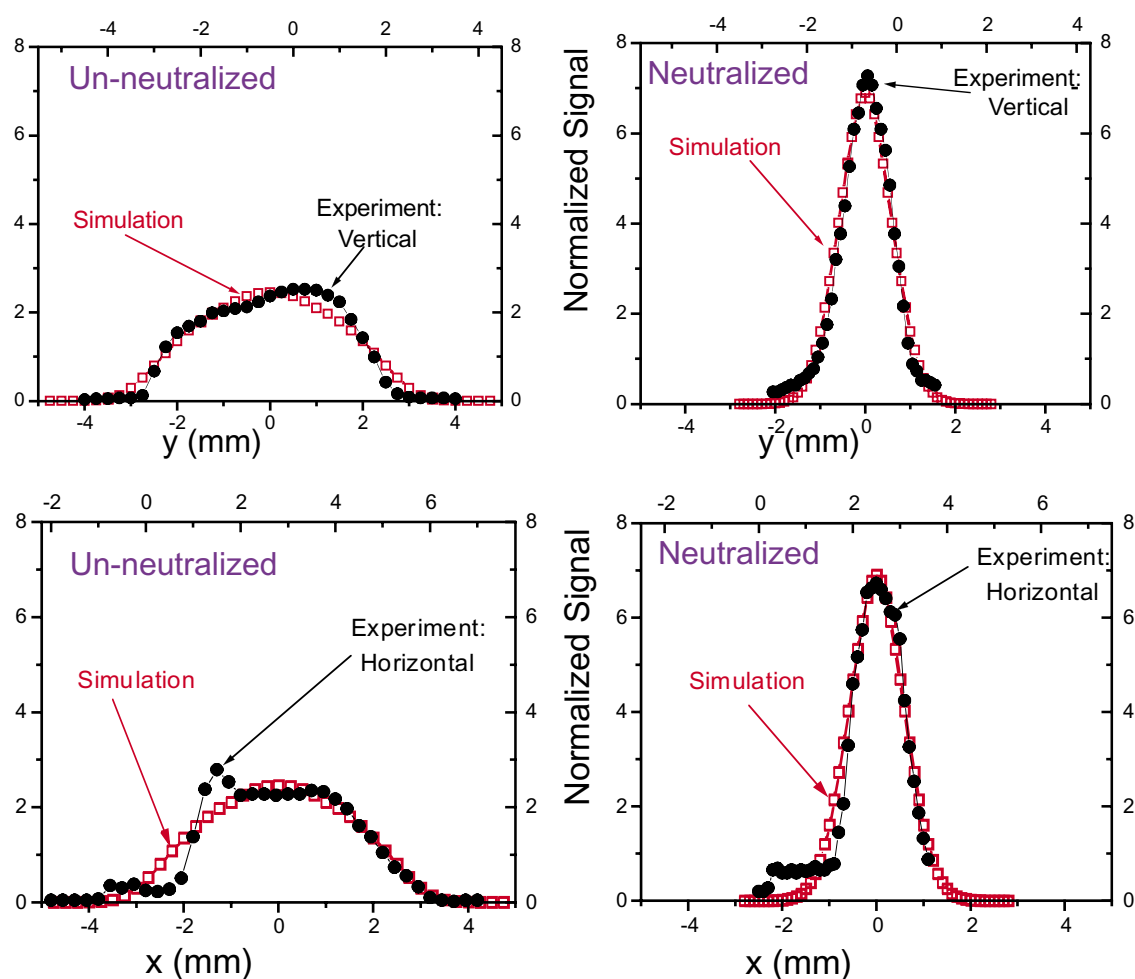 -4 -2 0 2 4
8 8
Un-neutralized
6 6
4 4
Simulation
Experiment:
Vertical
2 2
0 0
-4 -2 0 2 4
y (mm)
-4 -2 0 2 4
8 8
Neutralized
Experiment:
Vertical
6 6
Simulation
4 4
2 2
0 0
-4 -2 0 2 4
y (mm)
Normalized Signal
-2 0 2 4 6
8 8
Un-neutralized
6 6
Experiment:
Horizontal
Simulation
4 4
2 2
0 0
-4 -2 0 2 4
x (mm)
-2 0 2 4 6
8 8
Neutralized
Experiment:
Horizontal
6 6
Simulation
4 4
2 2
0 0
-4 -2 0 2 4
x (mm)
Normalized Signal